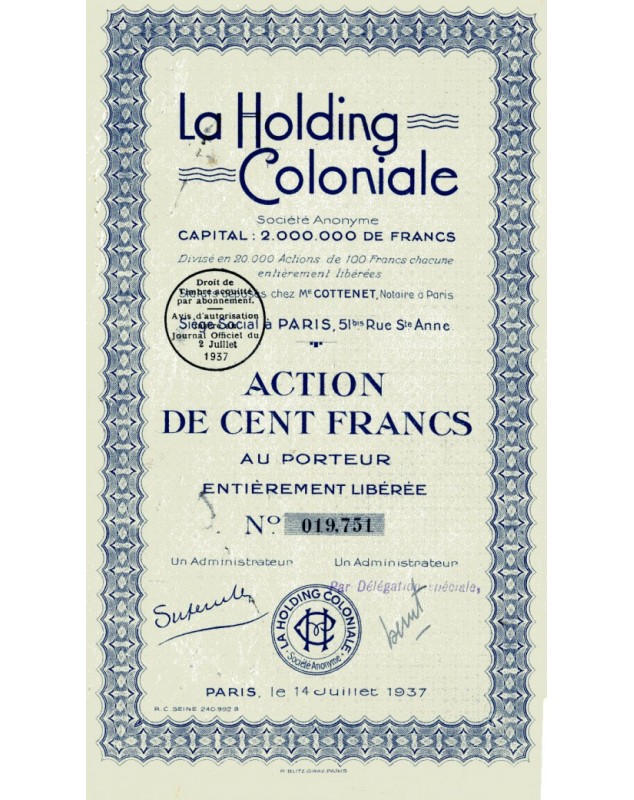 La Holding
Coloniale
Société Anonyme
CAPITAL : 2.000.000 DE FRANCS
Divisé en 20.000 Actions de 100 Francs chacune
entièrement libérées
Statuts déposés chez Me COTTENET, Notaire à Paris
Siège Social à PARIS, 51bis Rue Ste Anne
Droit de
Timbre acquitté
par abonnement.
Avis d'autorisation
Journal Officiel du
2 Juillet
1937
ACTION
DE CENT FRANCS
AU PORTEUR
ENTIÈREMENT LIBÉRÉE
No 019,751
Un Administrateur Un Administrateur
Par Délégation spéciale,
LA HOLDING COLONIALE
Société Anonyme
PARIS, le 14 Juillet 1937
R. C. SEINE 240.992 B